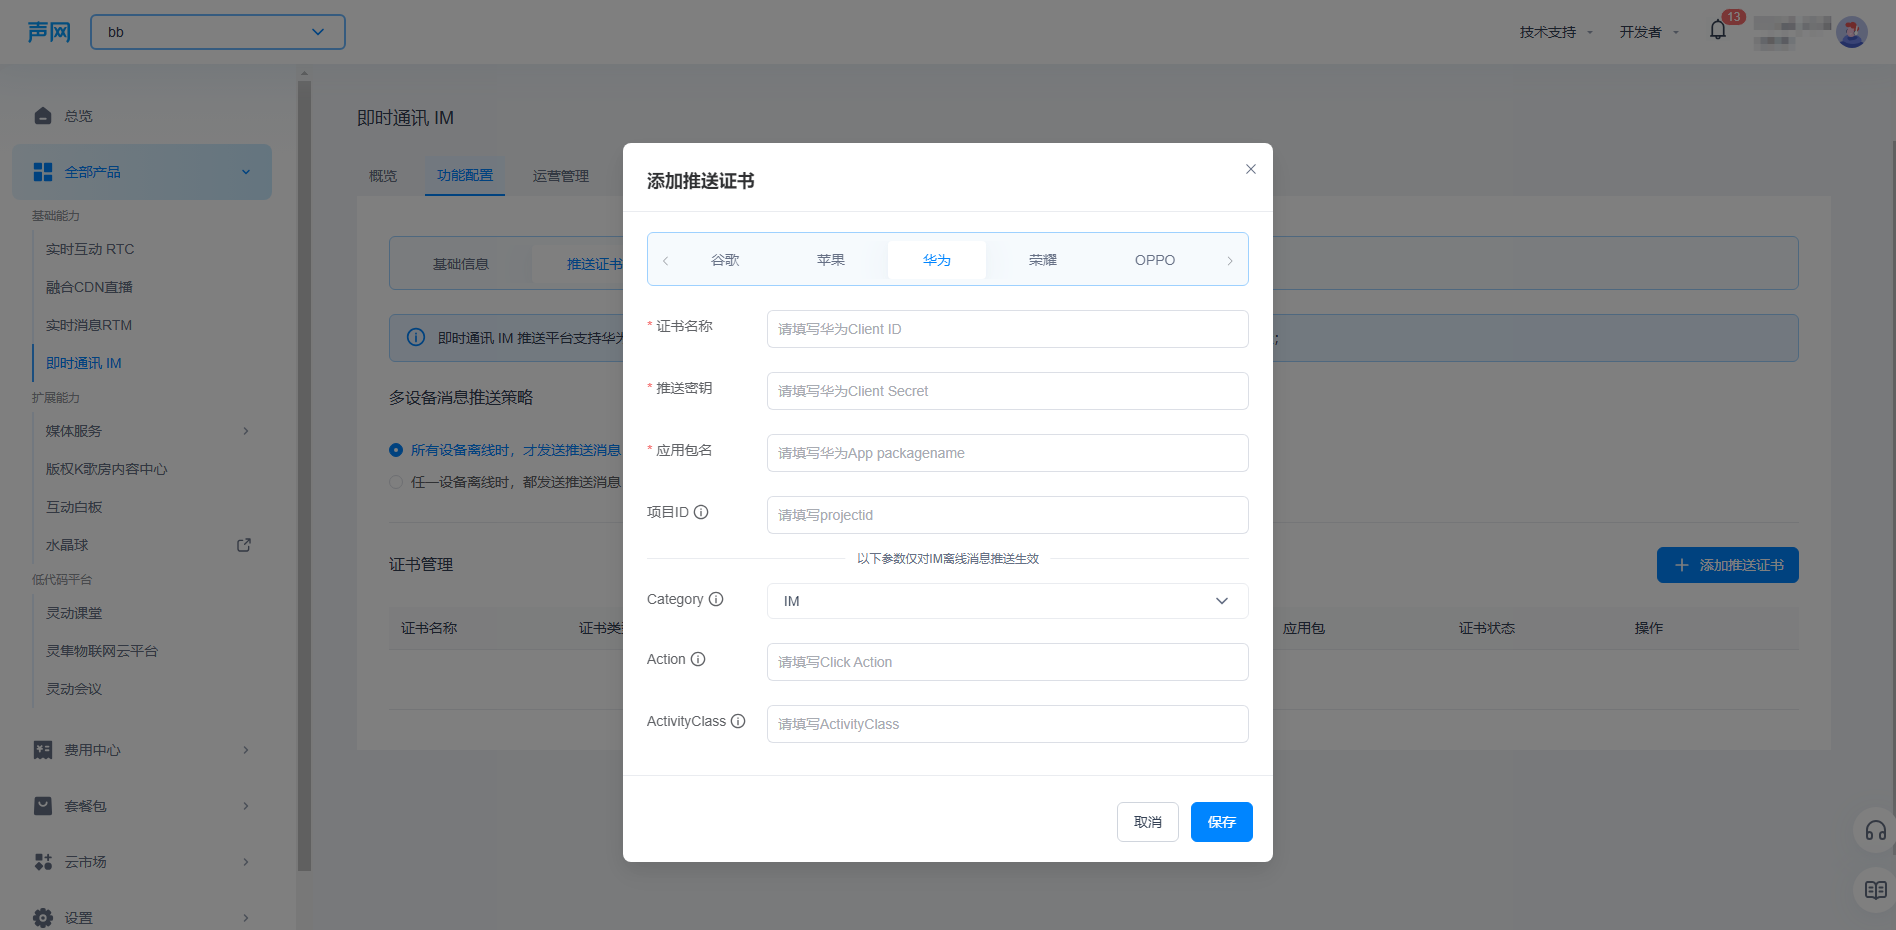 声网
bb
技术支持
开发者
13
总览
全部产品
基础能力
实时互动 RTC
融合CDN直播
实时消息RTM
即时通讯 IM
扩展能力
媒体服务
版权K歌房内容中心
互动白板
水晶球
低代码平台
灵动课堂
灵隼物联网云平台
灵动会议
费用中心
套餐包
云市场
设置
即时通讯 IM
概览
功能配置
运营管理
基础信息
推送证书
即时通讯 IM 推送平台支持华为
;
多设备消息推送策略
所有设备离线时，才发送推送消息
任一设备离线时，都发送推送消息
证书管理
添加推送证书
证书名称
证书类
应用包
证书状态
操作
添加推送证书
谷歌
苹果
华为
荣耀
OPPO
* 证书名称
请填写华为Client ID
* 推送密钥
请填写华为Client Secret
* 应用包名
请填写华为App packagename
项目ID
请填写projectid
以下参数仅对IM离线消息推送生效
Category
IM
Action
请填写Click Action
ActivityClass
请填写ActivityClass
取消
保存